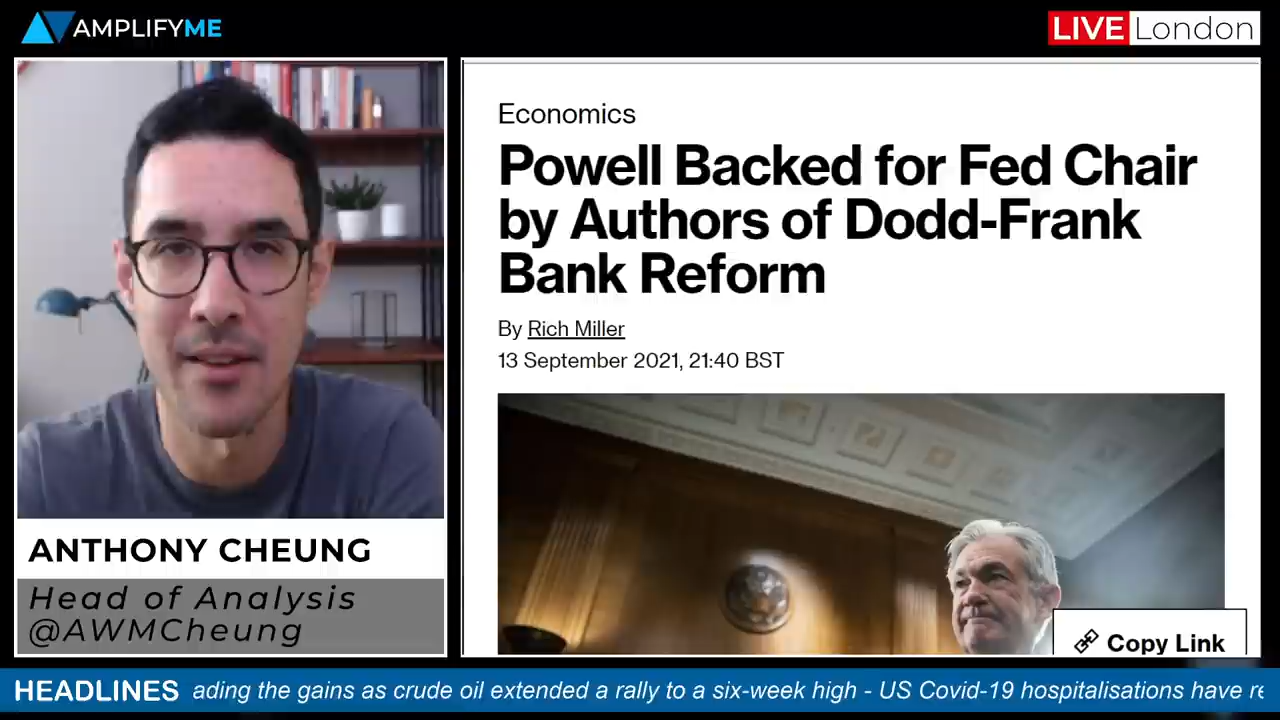 AMPLIFYME
LIVE London
Economics
Powell Backed for Fed Chair
by Authors of Dodd-Frank
Bank Reform
By Rich Miller
13 September 2021, 21:40 BST
Copy Link
ANTHONY CHEUNG
Head of Analysis
@AWMCheung
HEADLINES ading the gains as crude oil extended a rally to a six-week high - US Covid-19 hospitalisations have re